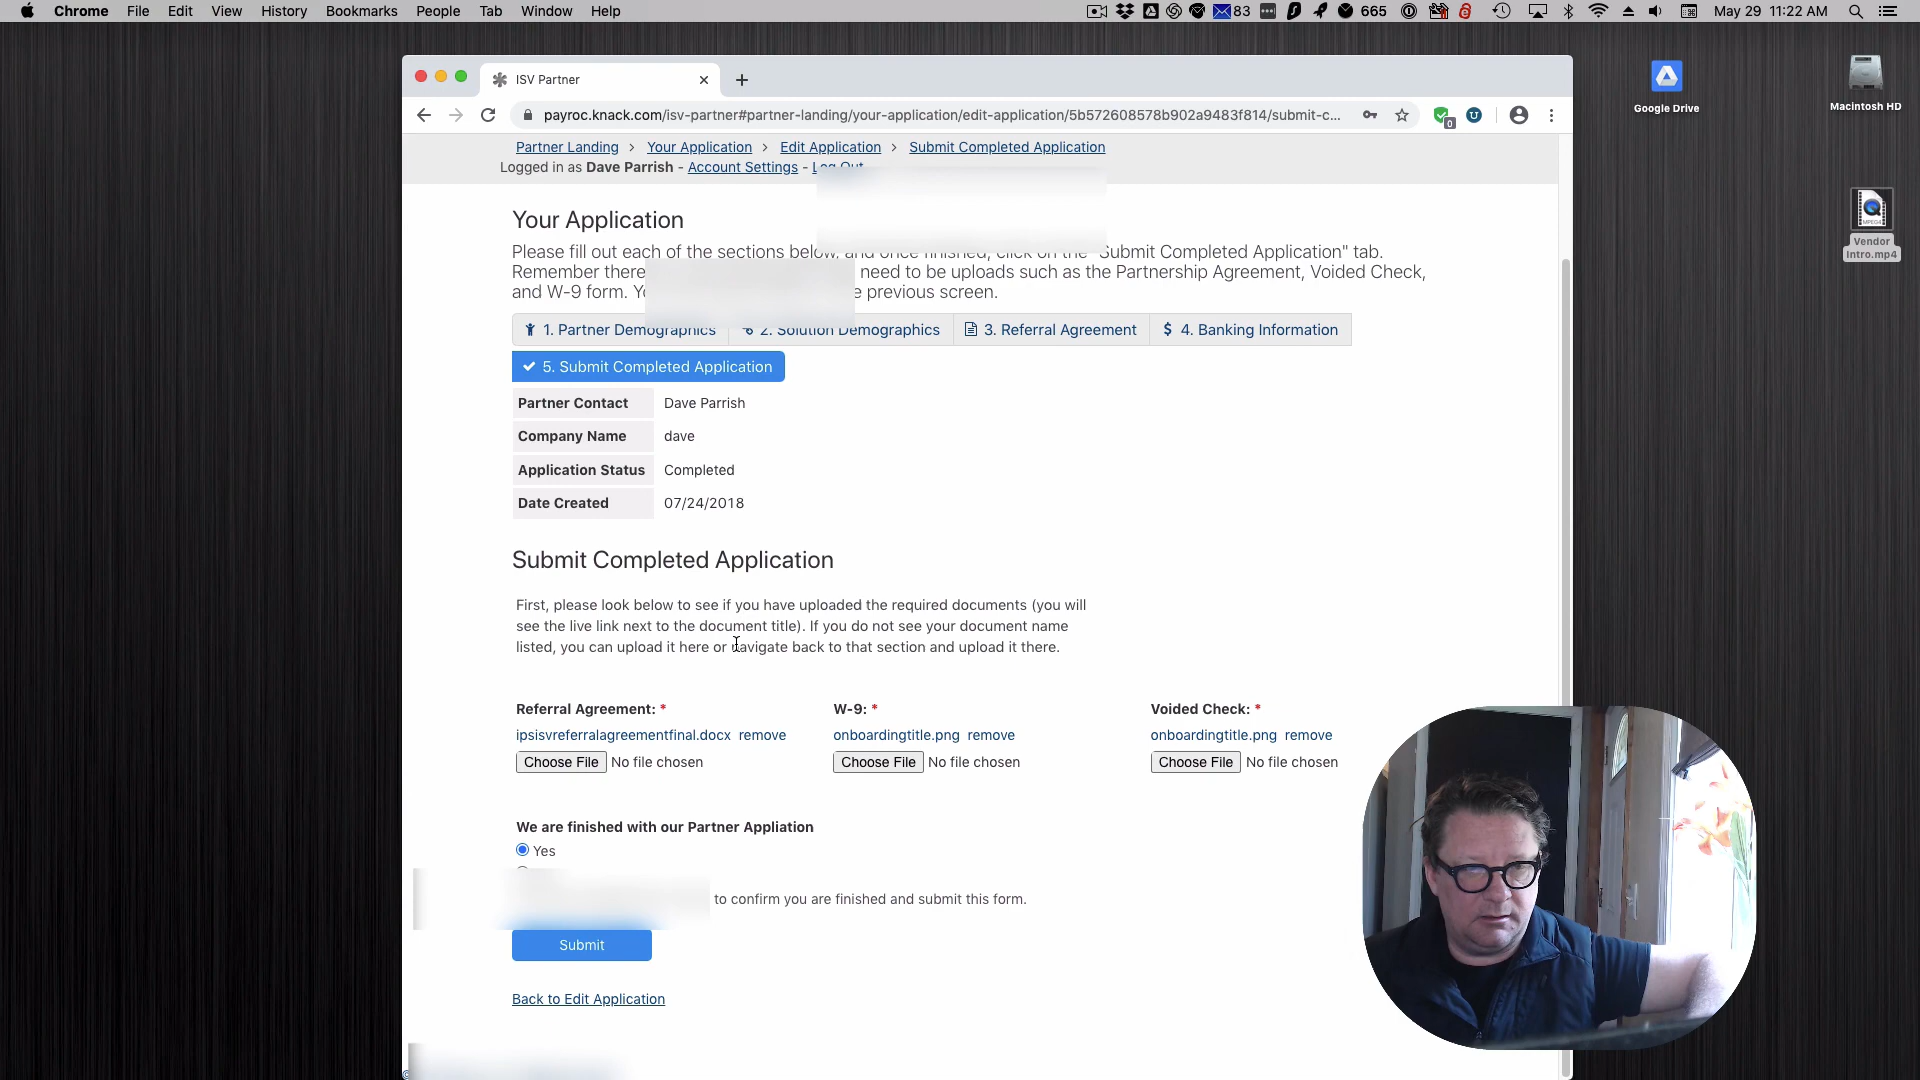 Chrome File Edit View History Bookmarks People Tab Window Help 83 665 May 29 11:22 AM
ISV Partner
payroc.knack.com/isv-partner#partner-landing/your-application/edit-application/5b572608578b902a9483f814/submit-c...
0
Google Drive
Macintosh HD
MPEG4
Vendor
Intro.mp4
Partner Landing > Your Application > Edit Application > Submit Completed Application
Logged in as Dave Parrish - Account Settings - Log Out
Your Application
Please fill out each of the sections below, and once finished, click on the "Submit Completed Application" tab.
Remember there need to be uploads such as the Partnership Agreement, Voided Check,
and W-9 form. previous screen.
1. Partner Demographics 2. Solution Demographics 3. Referral Agreement $ 4. Banking Information
5. Submit Completed Application
Partner Contact Dave Parrish
Company Name dave
Application Status Completed
Date Created 07/24/2018
Submit Completed Application
First, please look below to see if you have uploaded the required documents (you will
see the live link next to the document title). If you do not see your document name
listed, you can upload it here or navigate back to that section and upload it there.
Referral Agreement: * W-9: * Voided Check: *
ipsisvreferralagreementfinal.docx remove onboardingtitle.png remove onboardingtitle.png remove
Choose File No file chosen Choose File No file chosen Choose File No file chosen
We are finished with our Partner Appliation
Yes
to confirm you are finished and submit this form.
Submit
Back to Edit Application